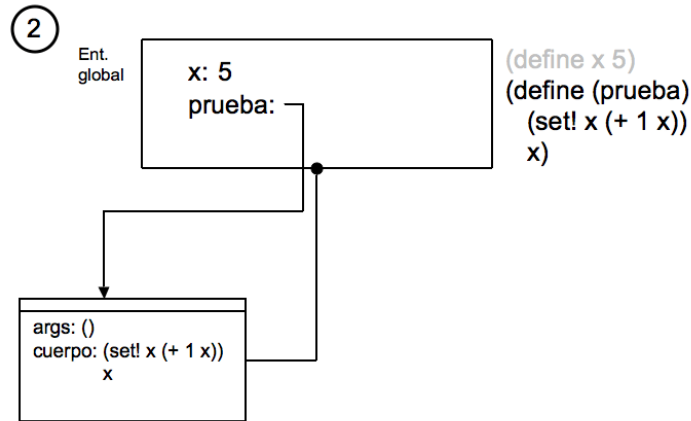 2
Ent.
global
x: 5
prueba:
(define x 5)
(define (prueba)
(set! x (+ 1 x))
x)
args: ()
cuerpo: (set! x (+ 1 x))
x